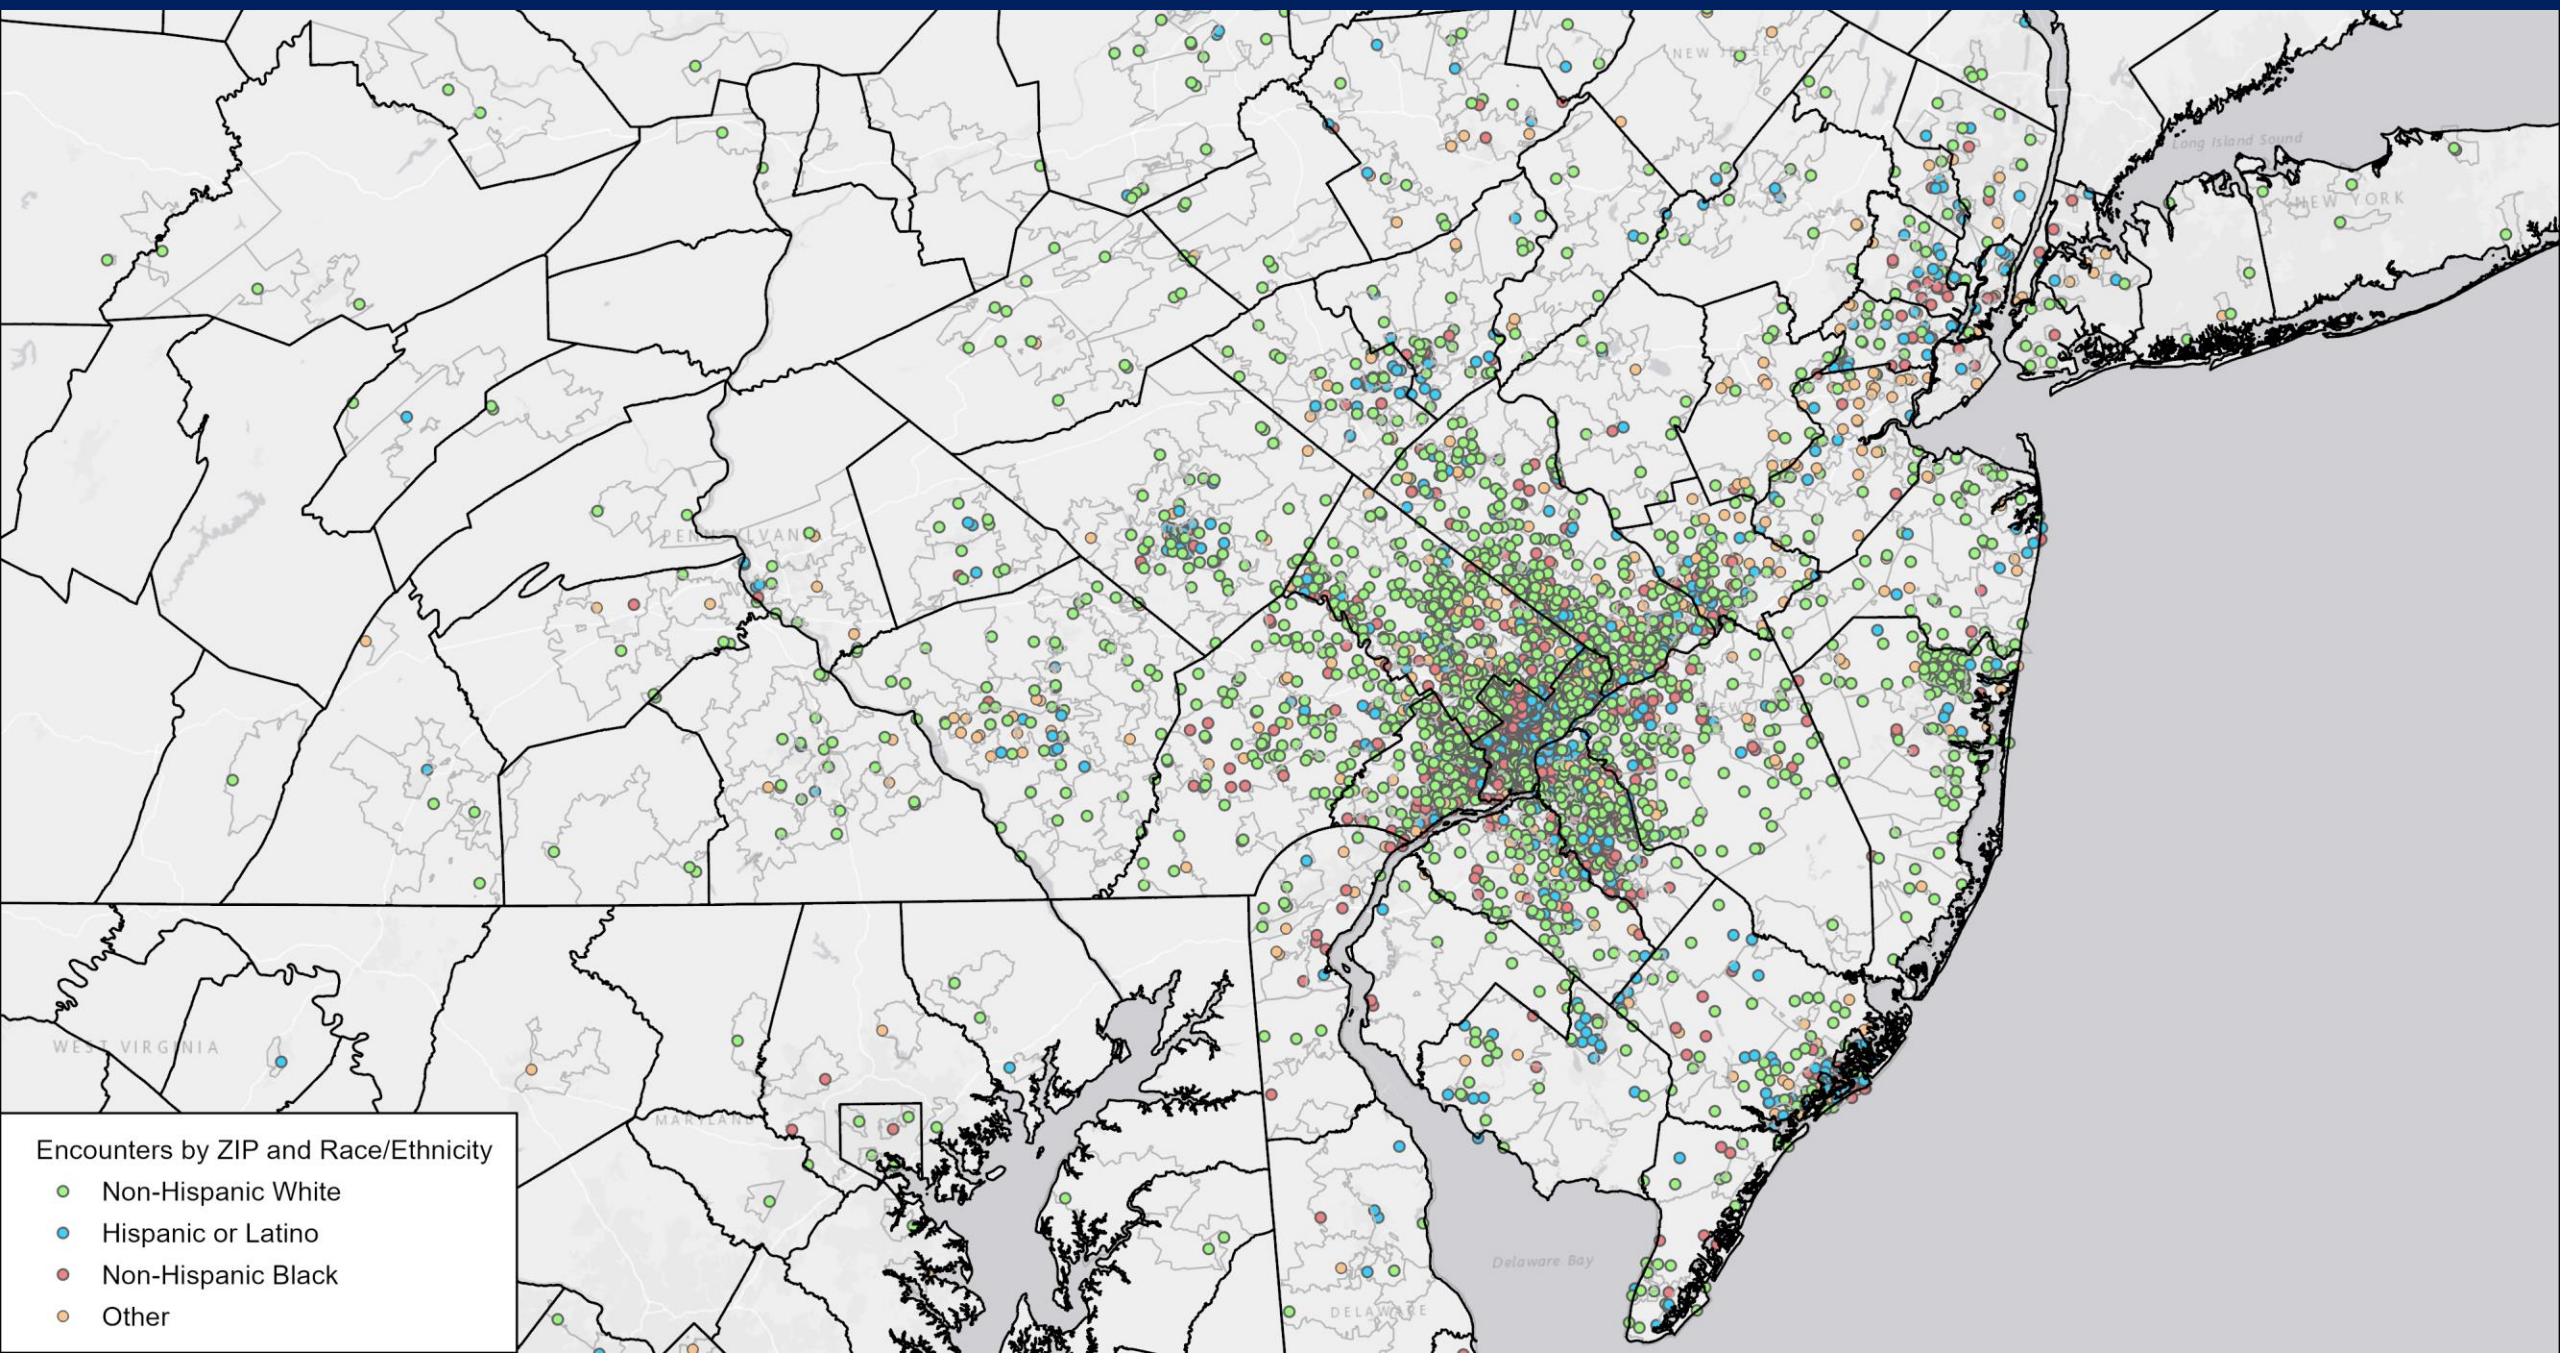 NEW JERSEY
Long Island Sound
NEW YORK
WEST VIRGINIA
MARYLAND
Delaware Bay
DELAWARE
Encounters by ZIP and Race/Ethnicity
Non-Hispanic White
Hispanic or Latino
Non-Hispanic Black
Other